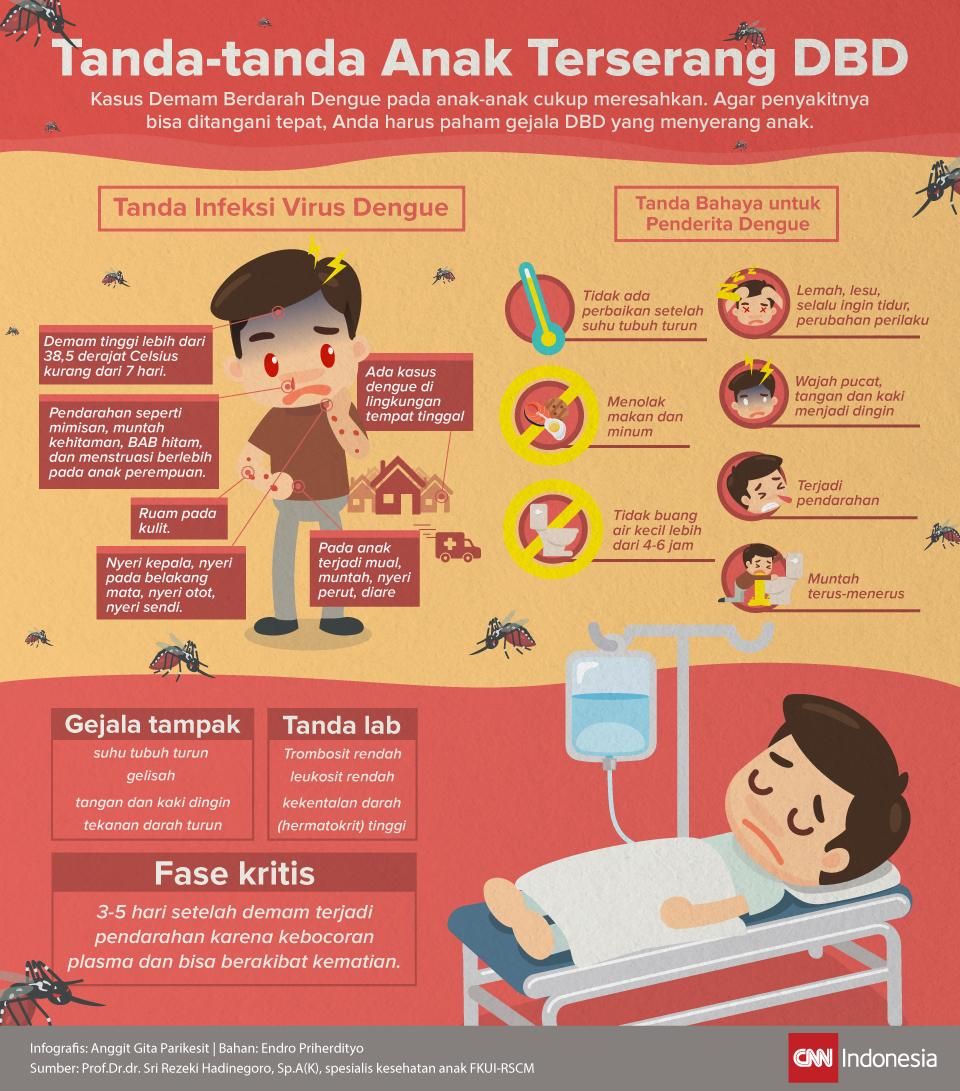 Tanda-tanda Anak Terserang DBD
Kasus Demam Berdarah Dengue pada anak-anak cukup meresahkan. Agar penyakitnya
bisa ditangani tepat, Anda harus paham gejala DBD yang menyerang anak.
Tanda Infeksi Virus Dengue
Demam tinggi lebih dari
38,5 derajat Celsius
kurang dari 7 hari.
Pendarahan seperti
mimisan, muntah
kehitaman, BAB hitam,
dan menstruasi berlebih
pada anak perempuan.
Ruam pada
kulit.
Nyeri kepala, nyeri
pada belakang
mata, nyeri otot,
nyeri sendi.
Ada kasus
dengue di
lingkungan
tempat tinggal
Pada anak
terjadi mual,
muntah, nyeri
perut, diare
Tanda Bahaya untuk
Penderita Dengue
Tidak ada
perbaikan setelah
suhu tubuh turun
Menolak
makan dan
minum
Tidak buang
air kecil lebih
dari 4-6 jam
Lemah, lesu,
selalu ingin tidur,
perubahan perilaku
Wajah pucat,
tangan dan kaki
menjadi dingin
Terjadi
pendarahan
Muntah
terus-menerus
Gejala tampak
suhu tubuh turun
gelisah
tangan dan kaki dingin
tekanan darah turun
Tanda lab
Trombosit rendah
leukosit rendah
kekentalan darah
(hermatokrit) tinggi
Fase kritis
3-5 hari setelah demam terjadi
pendarahan karena kebocoran
plasma dan bisa berakibat kematian.
Infografis: Anggit Gita Parikesit | Bahan: Endro Priherdityo
Sumber: Prof.Dr.dr. Sri Rezeki Hadinegoro, Sp.A(K), spesialis kesehatan anak FKUI-RSCM
CNN Indonesia